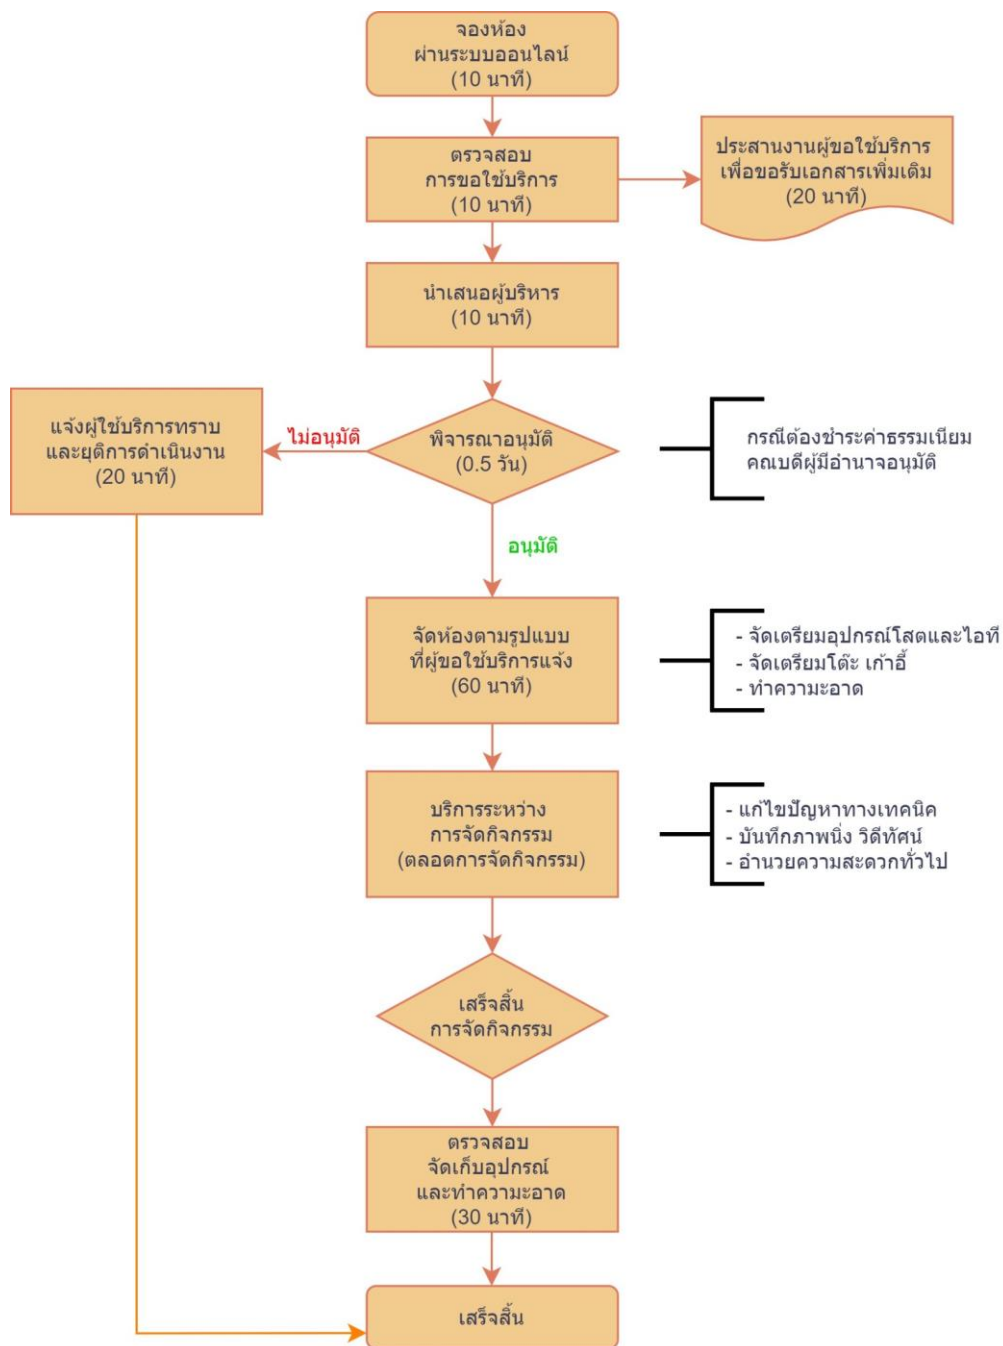 จองห้อง
ผ่านระบบออนไลน์
(10 นาที)
ตรวจสอบ
การขอใช้บริการ
(10 นาที)
ประสานงานผู้ขอใช้บริการ
เพื่อขอรับเอกสารเพิ่มเติม
(20 นาที)
นำเสนอผู้บริหาร
(10 นาที)
แจ้งผู้ใช้บริการทราบ
และยุติการดำเนินงาน
(20 นาที)
ไม่อนุมัติ
พิจารณาอนุมัติ
(0.5 วัน)
กรณีต้องชำระค่าธรรมเนียม
คณบดีผู้มีอำนาจอนุมัติ
อนุมัติ
จัดห้องตามรูปแบบ
ที่ผู้ขอใช้บริการแจ้ง
(60 นาที)
- จัดเตรียมอุปกรณ์โสตและไอที
- จัดเตรียมโต๊ะ เก้าอี้
- ทำความะอาด
บริการระหว่าง
การจัดกิจกรรม
(ตลอดการจัดกิจกรรม)
- แก้ไขปัญหาทางเทคนิค
- บันทึกภาพนิ่ง วิดีทัศน์
- อำนวยความสะดวกทั่วไป
เสร็จสิ้น
การจัดกิจกรรม
ตรวจสอบ
จัดเก็บอุปกรณ์
และทำความะอาด
(30 นาที)
เสร็จสิ้น